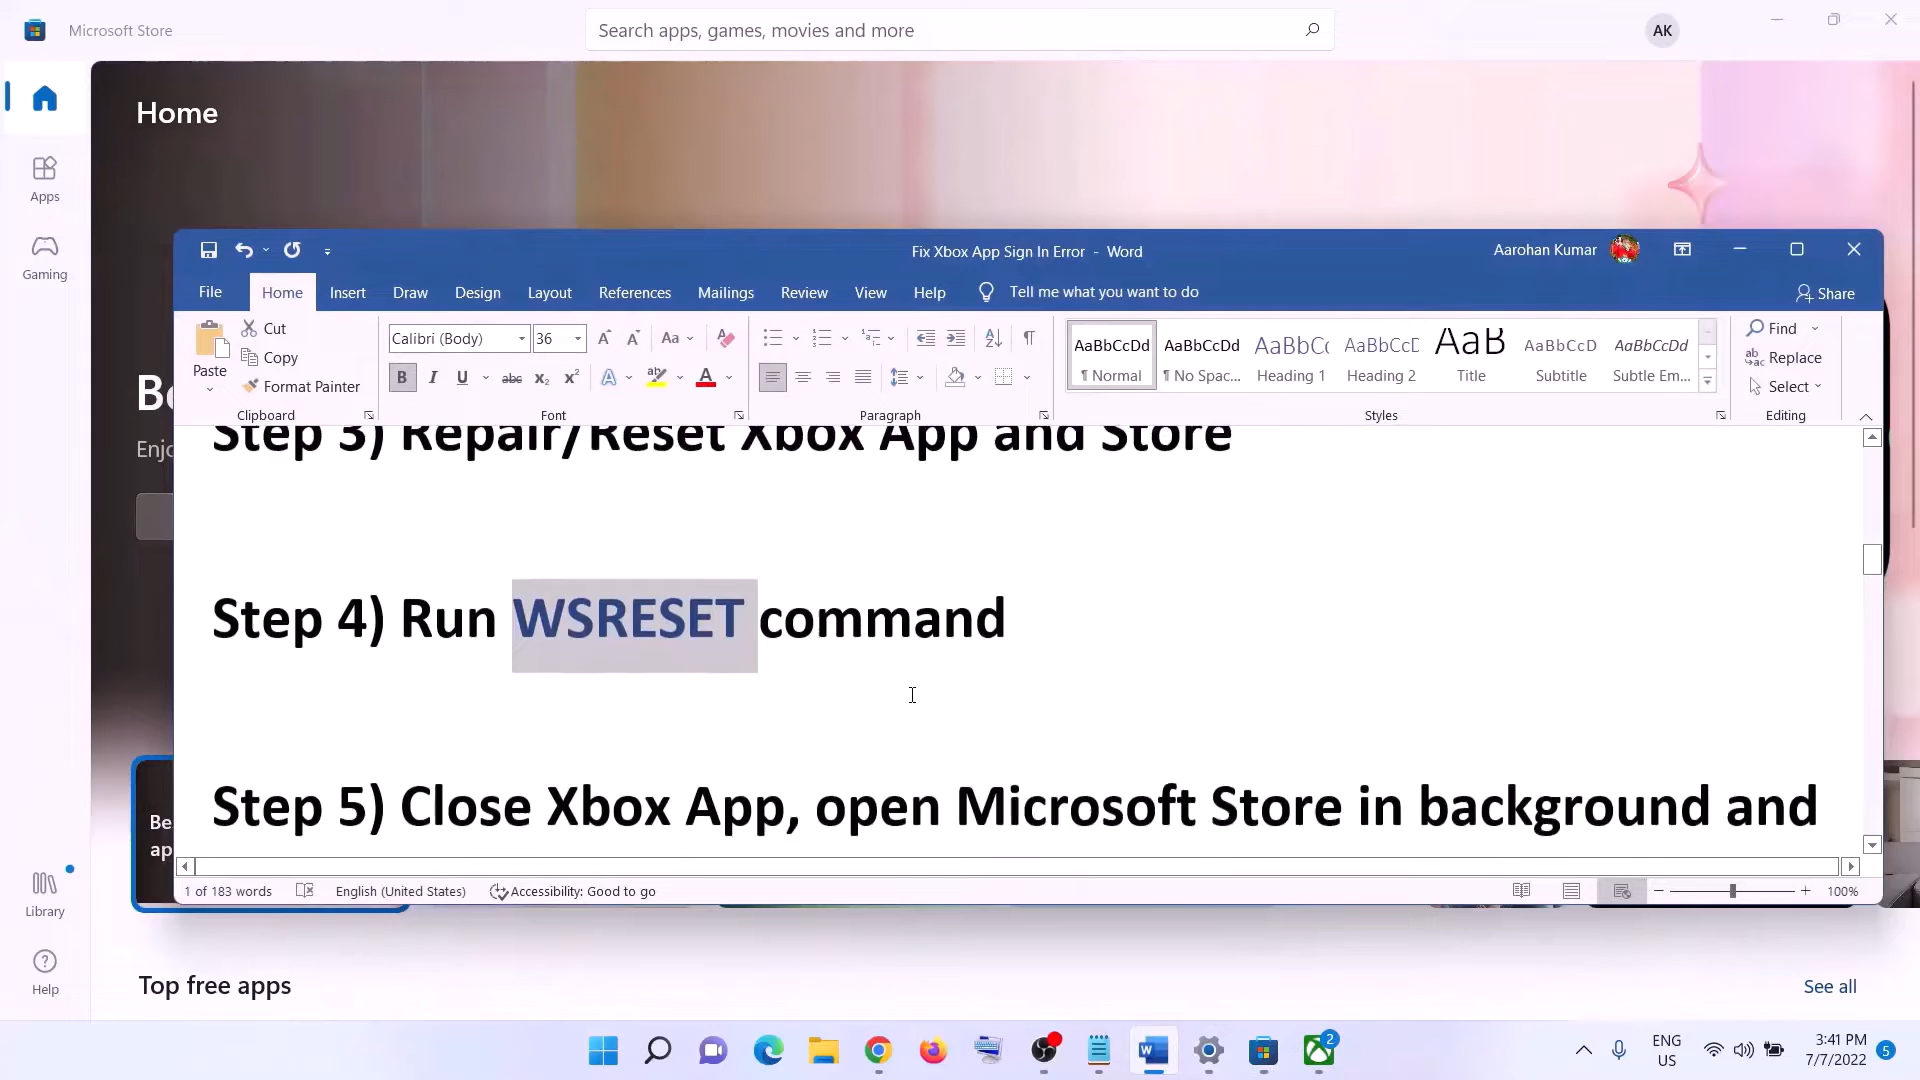 Microsoft Store
Search apps, games, movies and more
AK
Home
Apps
Gaming
Fix Xbox App Sign In Error - Word
Aarohan Kumar
File Home Insert Draw Design Layout References Mailings Review View Help Tell me what you want to do
Share
Paste
Cut
Copy
Format Painter
Clipboard
Calibri (Body) 36
Font
Paragraph
AaBbCcDd AaBbCcDd AaBbCc AaBbCcC AaB AaBbCcD AaBbCcDd
¶ Normal ¶ No Spac... Heading 1 Heading 2 Title Subtitle Subtle Em...
Styles
Find
Replace
Select
Editing
Enjo
Step 3) Repair/Reset Xbox App and Store
Step 4) Run WSRESET command
Step 5) Close Xbox App, open Microsoft Store in background and
Be
ap
1 of 183 words English (United States) Accessibility: Good to go 100%
Library
Help
Top free apps
See all
2
ENG
US
3:41 PM
7/7/2022
5